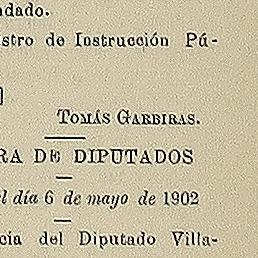 ndado.
stro de Instrucción Pú-
TOMÁS GARBIRAS.
RA DE DIPUTADOS
l día 6 de mayo de 1902
cia del Diputado Villa-